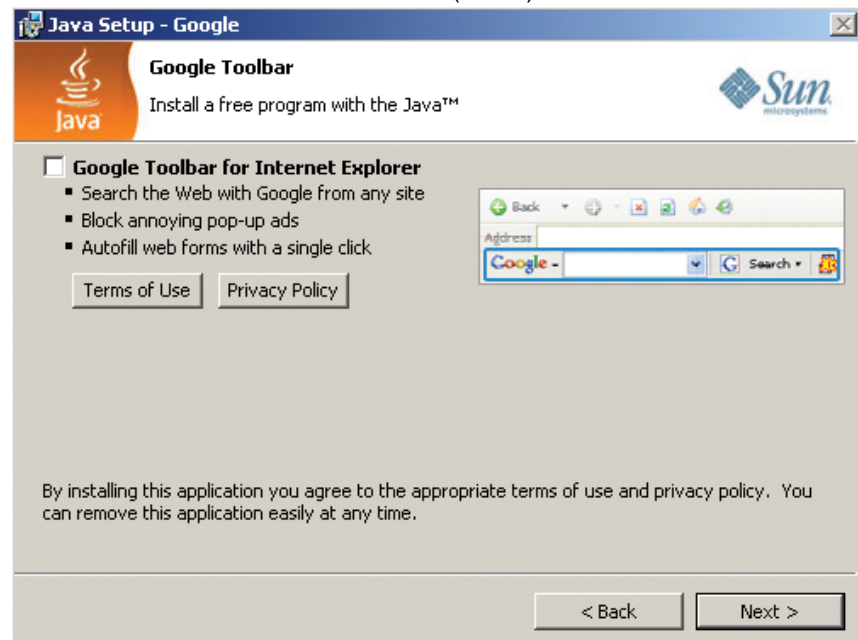 Java Setup - Google
Google Toolbar
Install a free program with the Java™
Java
Sun
microsystems
Google Toolbar for Internet Explorer
▪ Search the Web with Google from any site
▪ Block annoying pop-up ads
▪ Autofill web forms with a single click
Terms of Use
Privacy Policy
Back
Address
Google
G Search
By installing this application you agree to the appropriate terms of use and privacy policy. You
can remove this application easily at any time.
< Back
Next >